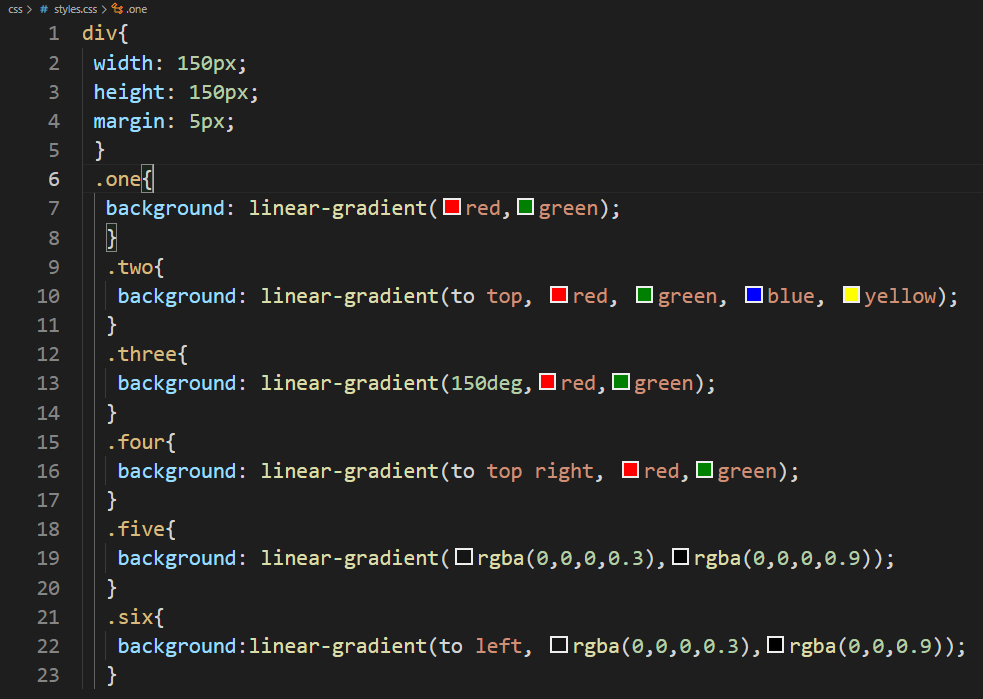 css > # styles.css > .one
1 div{
2 width: 150px;
3 height: 150px;
4 margin: 5px;
5 }
6 .one{
7 background: linear-gradient(red,green);
8 }
9 .two{
10 background: linear-gradient(to top, red, green, blue, yellow);
11 }
12 .three{
13 background: linear-gradient(150deg,red,green);
14 }
15 .four{
16 background: linear-gradient(to top right, red,green);
17 }
18 .five{
19 background: linear-gradient(rgba(0,0,0,0.3),rgba(0,0,0,0.9));
20 }
21 .six{
22 background:linear-gradient(to left, rgba(0,0,0,0.3),rgba(0,0,0.9));
23 }